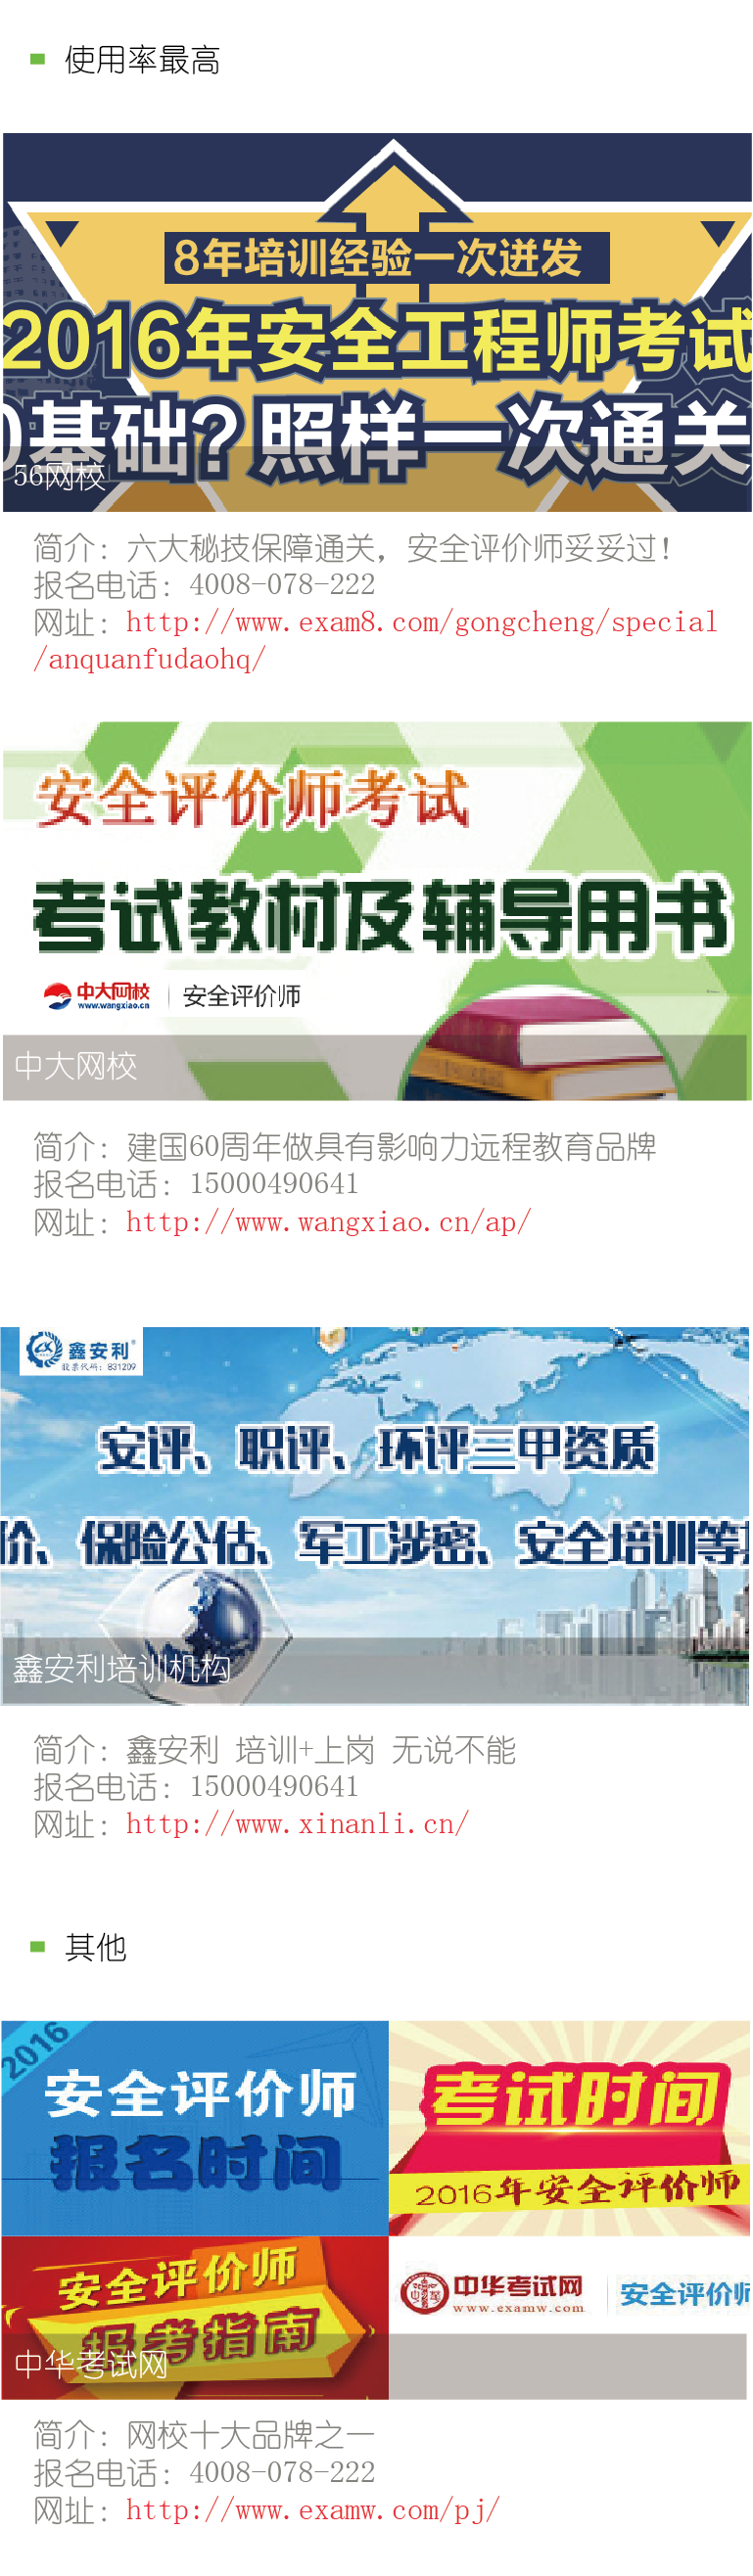 使用率最高
8年培训经验一次迸发
2016年安全工程师考试
0基础?照样一次通关
56网校
简介：六大秘技保障通关，安全评价师妥妥过！
报名电话：4008-078-222
网址：http://www.exam8.com/gongcheng/special
/anquanfudaohq/
安全评价师考试
考试教材及辅导用书
中大网校
www.wangxiao.cn
安全评价师
中大网校
简介：建国60周年做具有影响力远程教育品牌
报名电话：15000490641
网址：http://www.wangxiao.cn/ap/
鑫安利
股票代码：831209
安评、职评、环评三甲资质
价、保险公估、军工涉密、安全培训等
鑫安利培训机构
简介：鑫安利 培训+上岗 无说不能
报名电话：15000490641
网址：http://www.xinanli.cn/
其他
2016
安全评价师
报名时间
考试时间
2016年安全评价师
安全评价师
报考指南
中华考试网
www.examw.com
安全评价师
中华考试网
简介：网校十大品牌之一
报名电话：4008-078-222
网址：http://www.examw.com/pj/